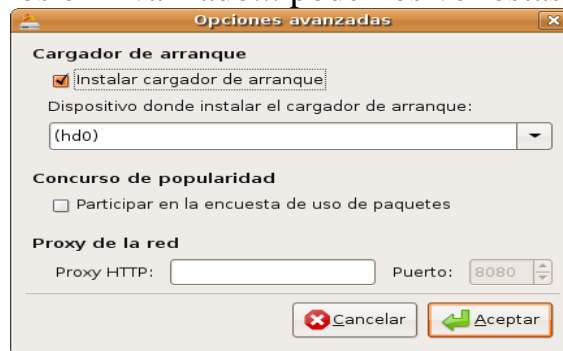 Opciones avanzadas
Cargador de arranque
Instalar cargador de arranque
Dispositivo donde instalar el cargador de arranque:
(hd0)
Concurso de popularidad
Participar en la encuesta de uso de paquetes
Proxy de la red
Proxy HTTP: Puerto: 8080
Cancelar Aceptar